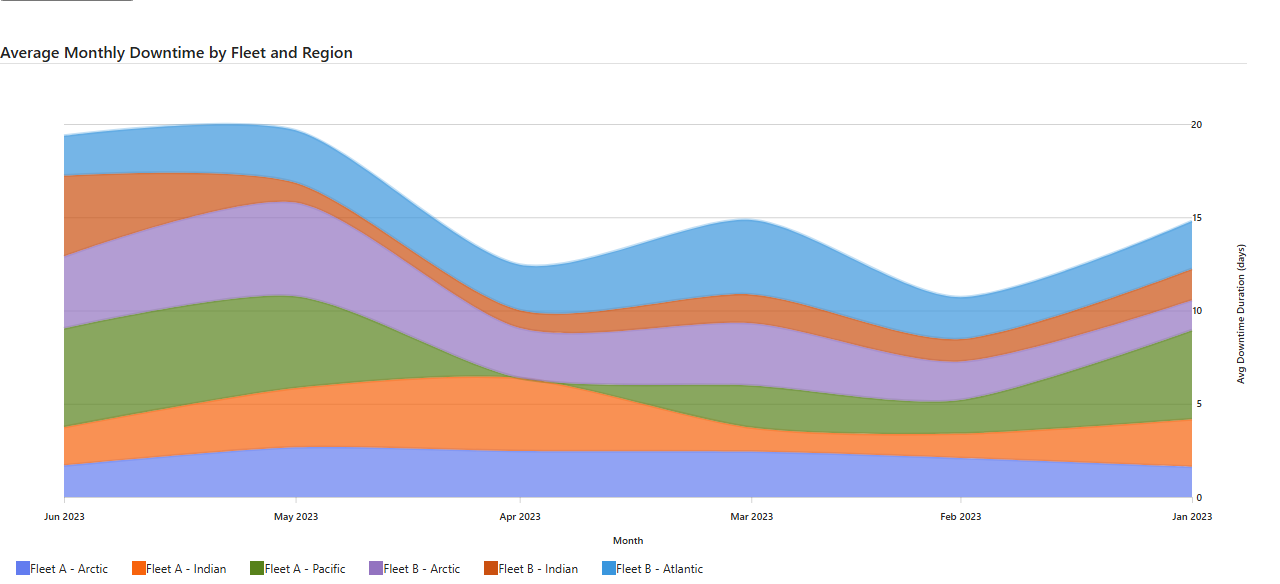 Average Monthly Downtime by Fleet and Region
20
15
10
5
0
Avg Downtime Duration (days)
Jun 2023 May 2023 Apr 2023 Mar 2023 Feb 2023 Jan 2023
Month
Fleet A - Arctic Fleet A - Indian Fleet A - Pacific Fleet B - Arctic Fleet B - Indian Fleet B - Atlantic